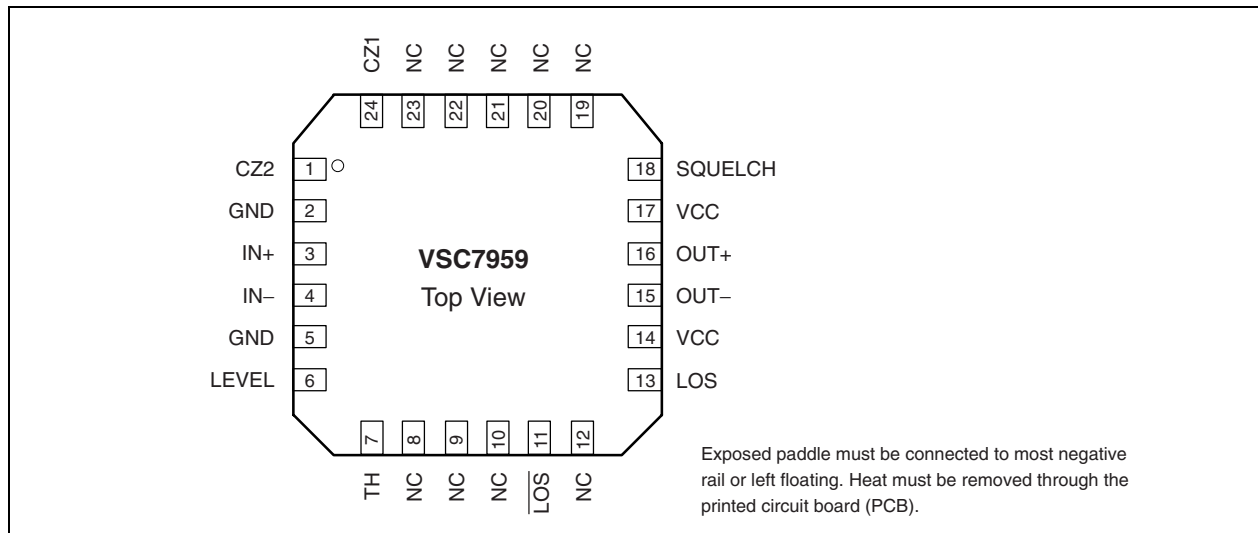 CZ1 NC NC NC NC NC
24 23 22 21 20 19
CZ2 1 18 SQUELCH
GND 2 17 VCC
IN+ 3 16 OUT+
VSC7959
IN− 4 15 OUT−
Top View
GND 5 14 VCC
LEVEL 6 13 LOS
7 8 9 10 11 12
TH NC NC NC LOS NC
Exposed paddle must be connected to most negative
rail or left floating. Heat must be removed through the
printed circuit board (PCB).